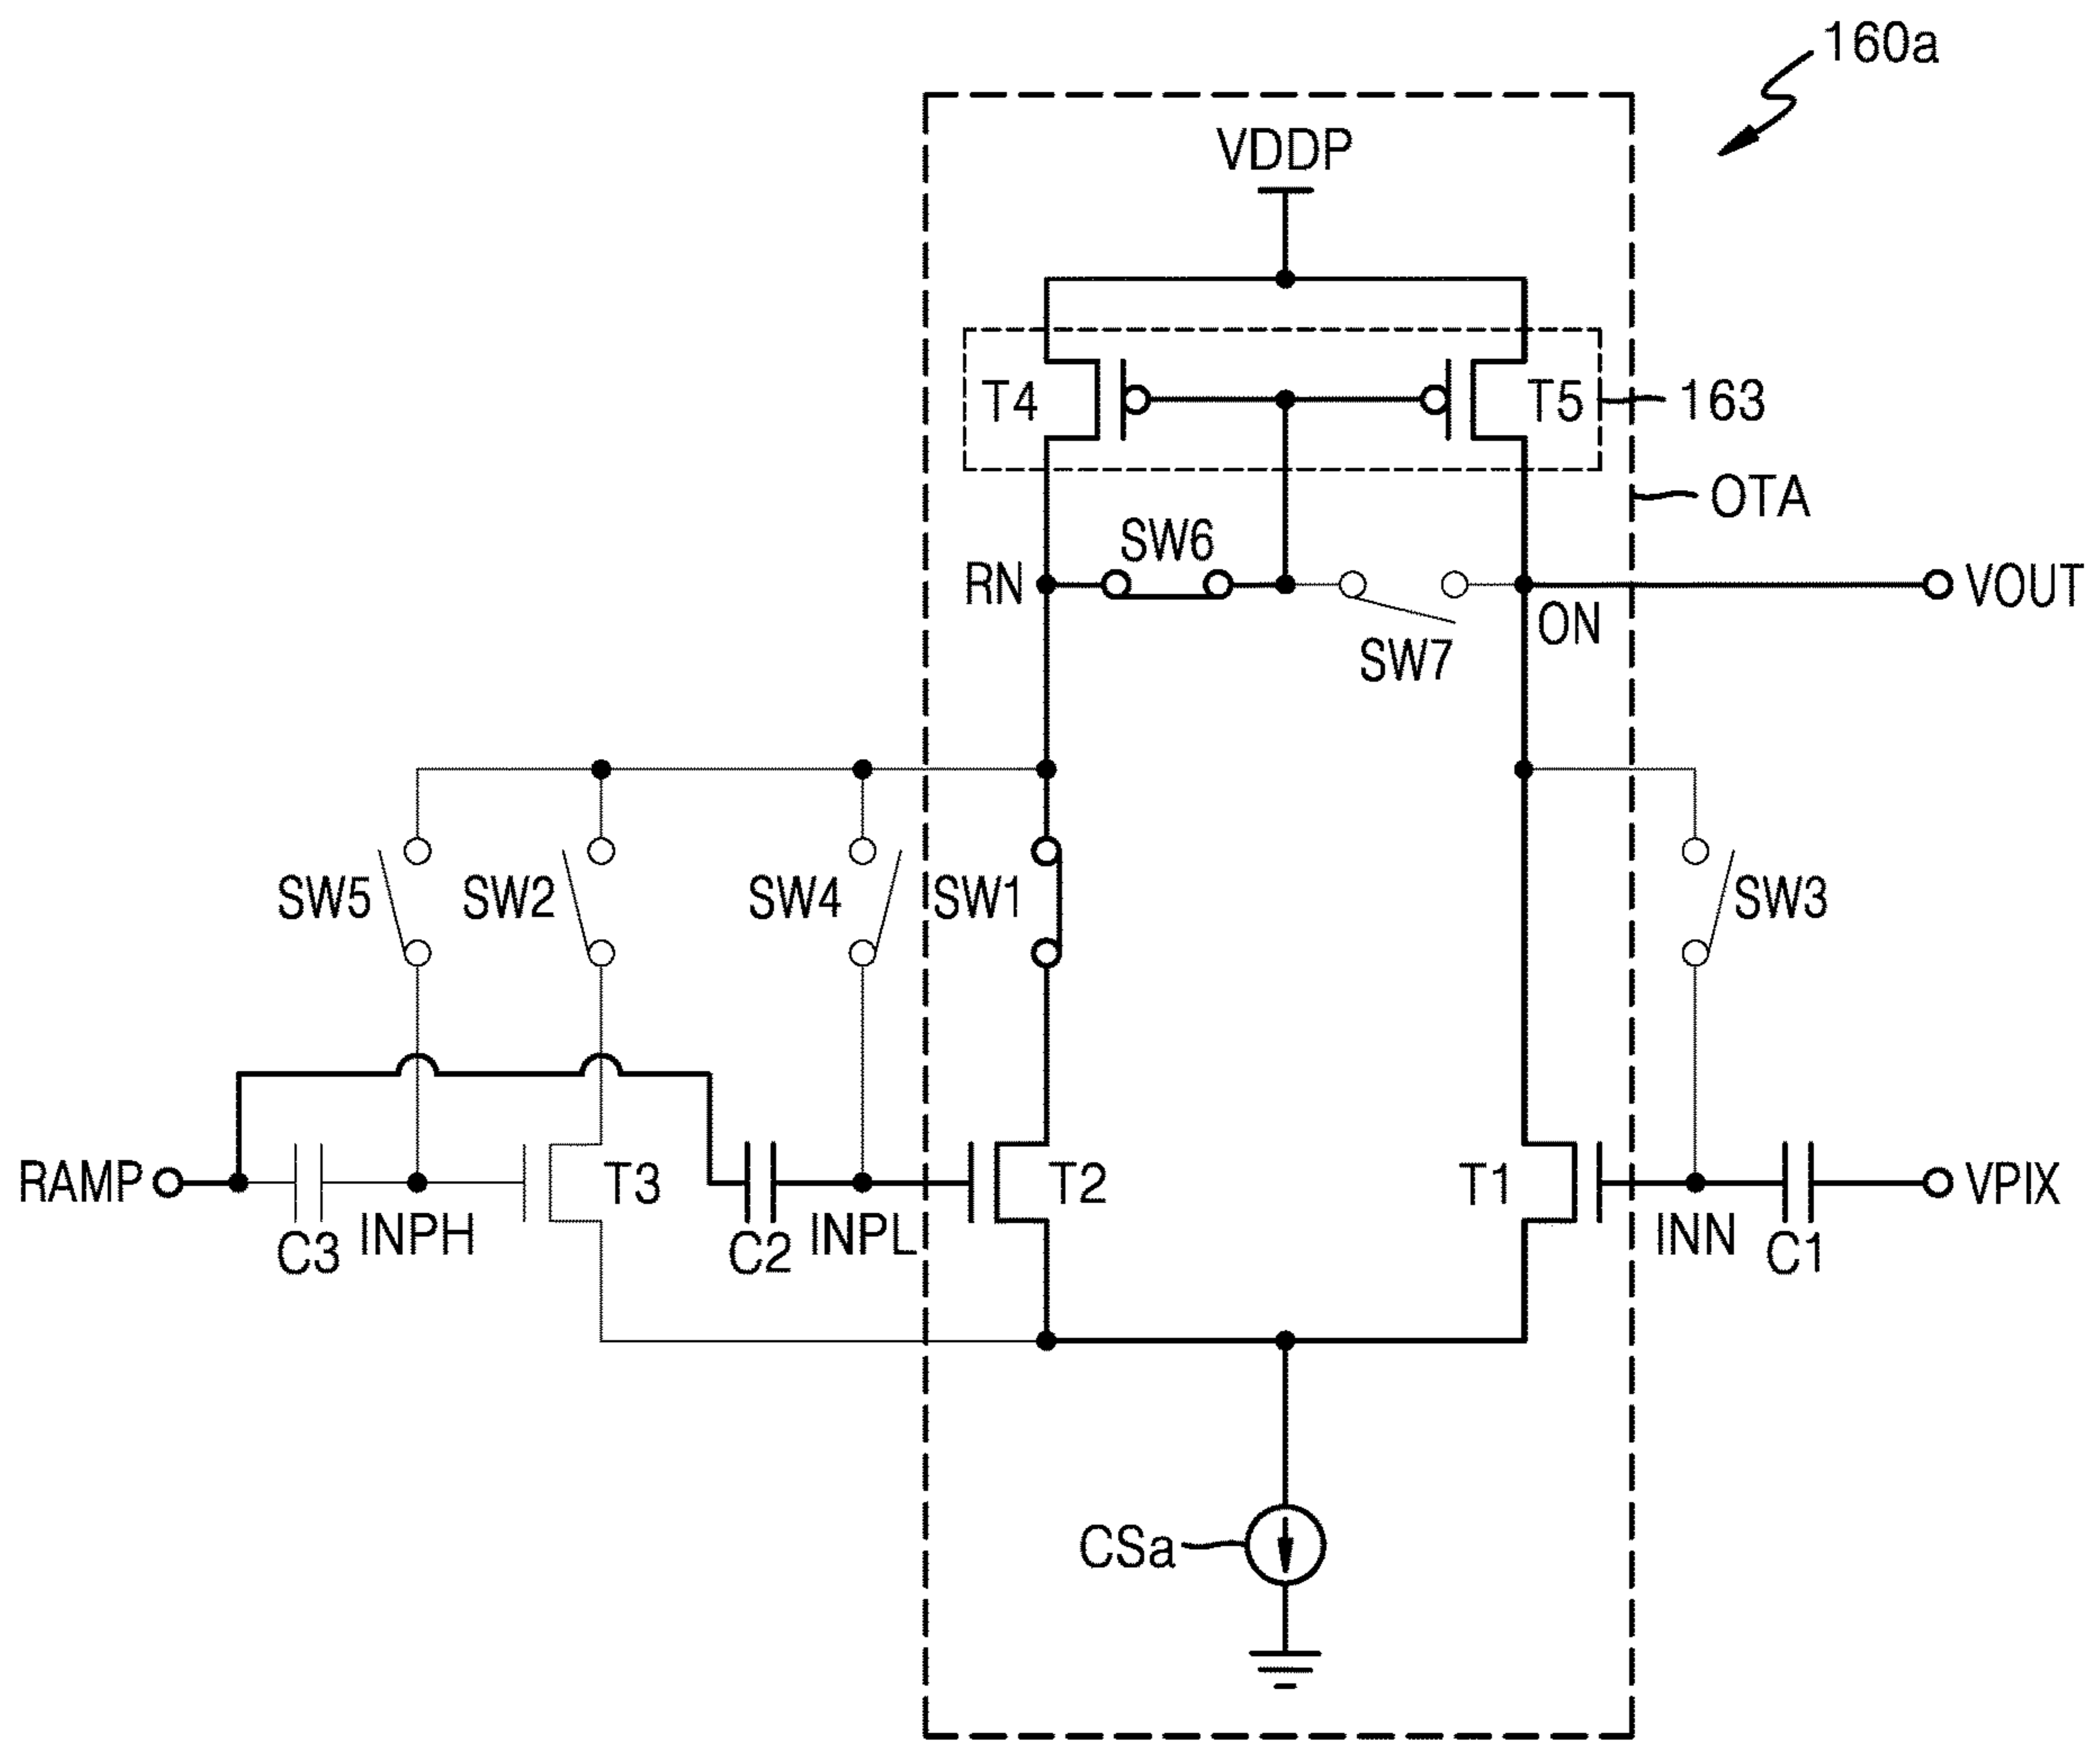 160a
VDDP
T4
T5
163
OTA
SW6
RN
VOUT
ON
SW7
SW5
SW2
SW4
SW1
SW3
RAMP
T3
T2
T1
VPIX
C3
INPH
C2
INPL
INN
C1
CSa